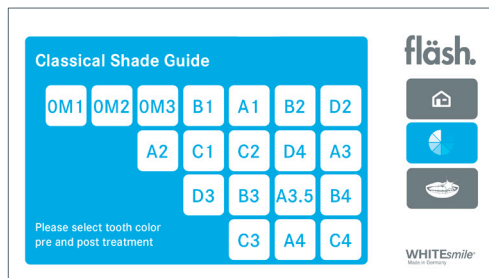 Classical Shade Guide
fläsh.
0M1 0M2 0M3 B1 A1 B2 D2
A2 C1 C2 D4 A3
D3 B3 A3.5 B4
C3 A4 C4
Please select tooth color
pre and post treatment
WHITEsmile®
Made in Germany